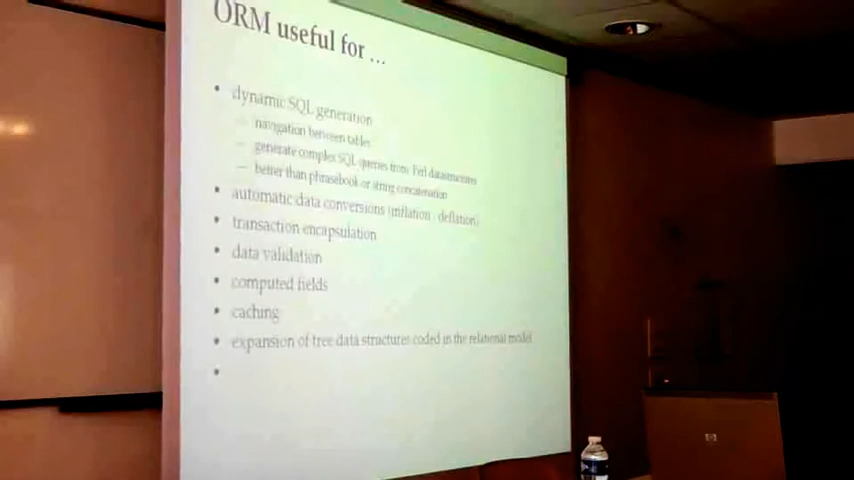 ORM useful for ...
• dynamic SQL generation
– navigation between tables
– generate complex SQL queries from Perl datastructures
– better than phrasebook or string concatenation
• automatic data conversions (inflation / deflation)
• transaction encapsulation
• data validation
• computed fields
• caching
• expansion of tree data structures coded in the relational model
•
hp